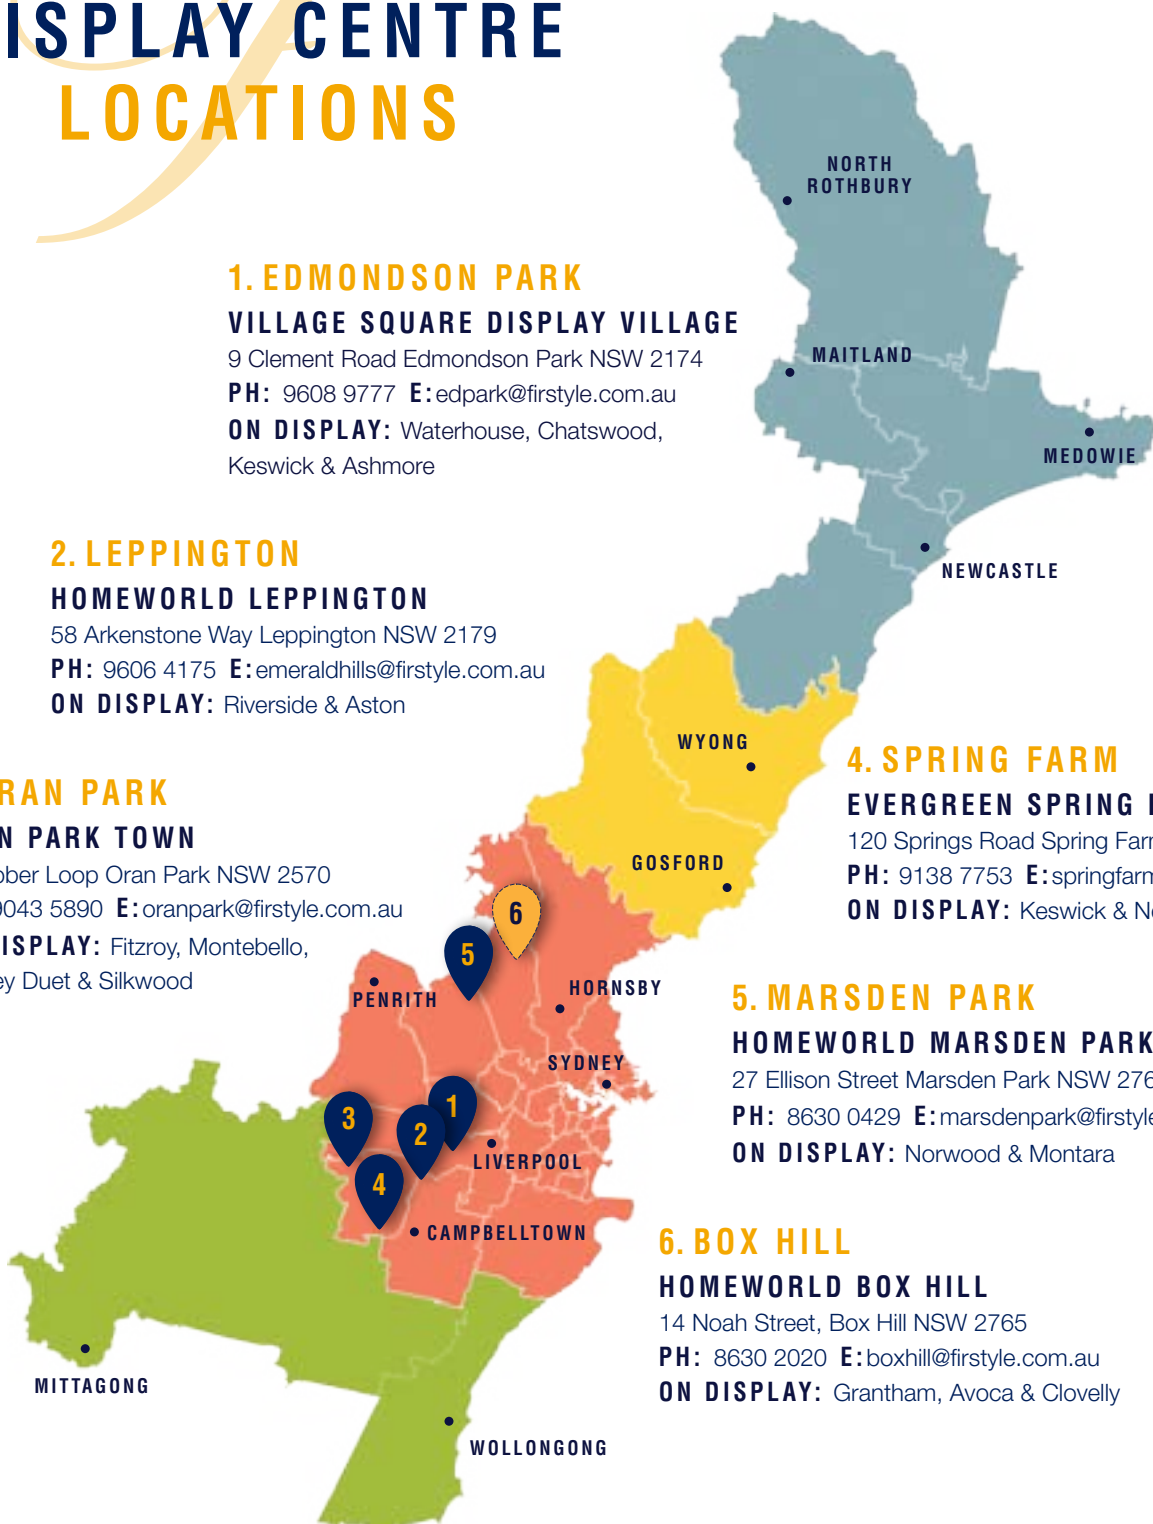 ISPLAY CENTRE
LOCATIONS
1. EDMONDSON PARK
VILLAGE SQUARE DISPLAY VILLAGE
9 Clement Road Edmondson Park NSW 2174
PH: 9608 9777 E: edpark@firstyle.com.au
ON DISPLAY: Waterhouse, Chatswood,
Keswick & Ashmore
2. LEPPINGTON
HOMEWORLD LEPPINGTON
58 Arkenstone Way Leppington NSW 2179
PH: 9606 4175 E: emeraldhills@firstyle.com.au
ON DISPLAY: Riverside & Aston
RAN PARK
N PARK TOWN
ber Loop Oran Park NSW 2570
9043 5890 E: oranpark@firstyle.com.au
ISPLAY: Fitzroy, Montebello,
ey Duet & Silkwood
4. SPRING FARM
EVERGREEN SPRING
120 Springs Road Spring Farm
PH: 9138 7753 E: springfarm
ON DISPLAY: Keswick & No
5. MARSDEN PARK
HOMEWORLD MARSDEN PARK
27 Ellison Street Marsden Park NSW 276
PH: 8630 0429 E: marsdenpark@firstyle
ON DISPLAY: Norwood & Montara
6. BOX HILL
HOMEWORLD BOX HILL
14 Noah Street, Box Hill NSW 2765
PH: 8630 2020 E: boxhill@firstyle.com.au
ON DISPLAY: Grantham, Avoca & Clovelly
NORTH
ROTHBURY
MAITLAND
MEDOWIE
NEWCASTLE
WYONG
GOSFORD
6
5
HORNSBY
PENRITH
SYDNEY
1
3
2
LIVERPOOL
4
CAMPBELLTOWN
MITTAGONG
WOLLONGONG